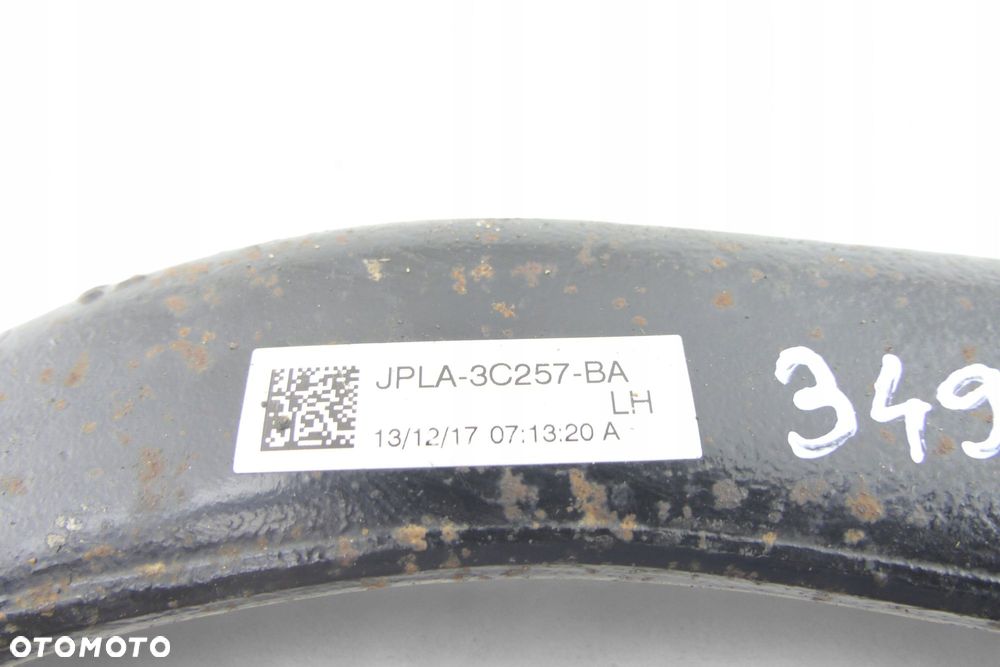 JPLA-3C257-BA
LH
13/12/17 07:13:20 A
349
OTOMOTO